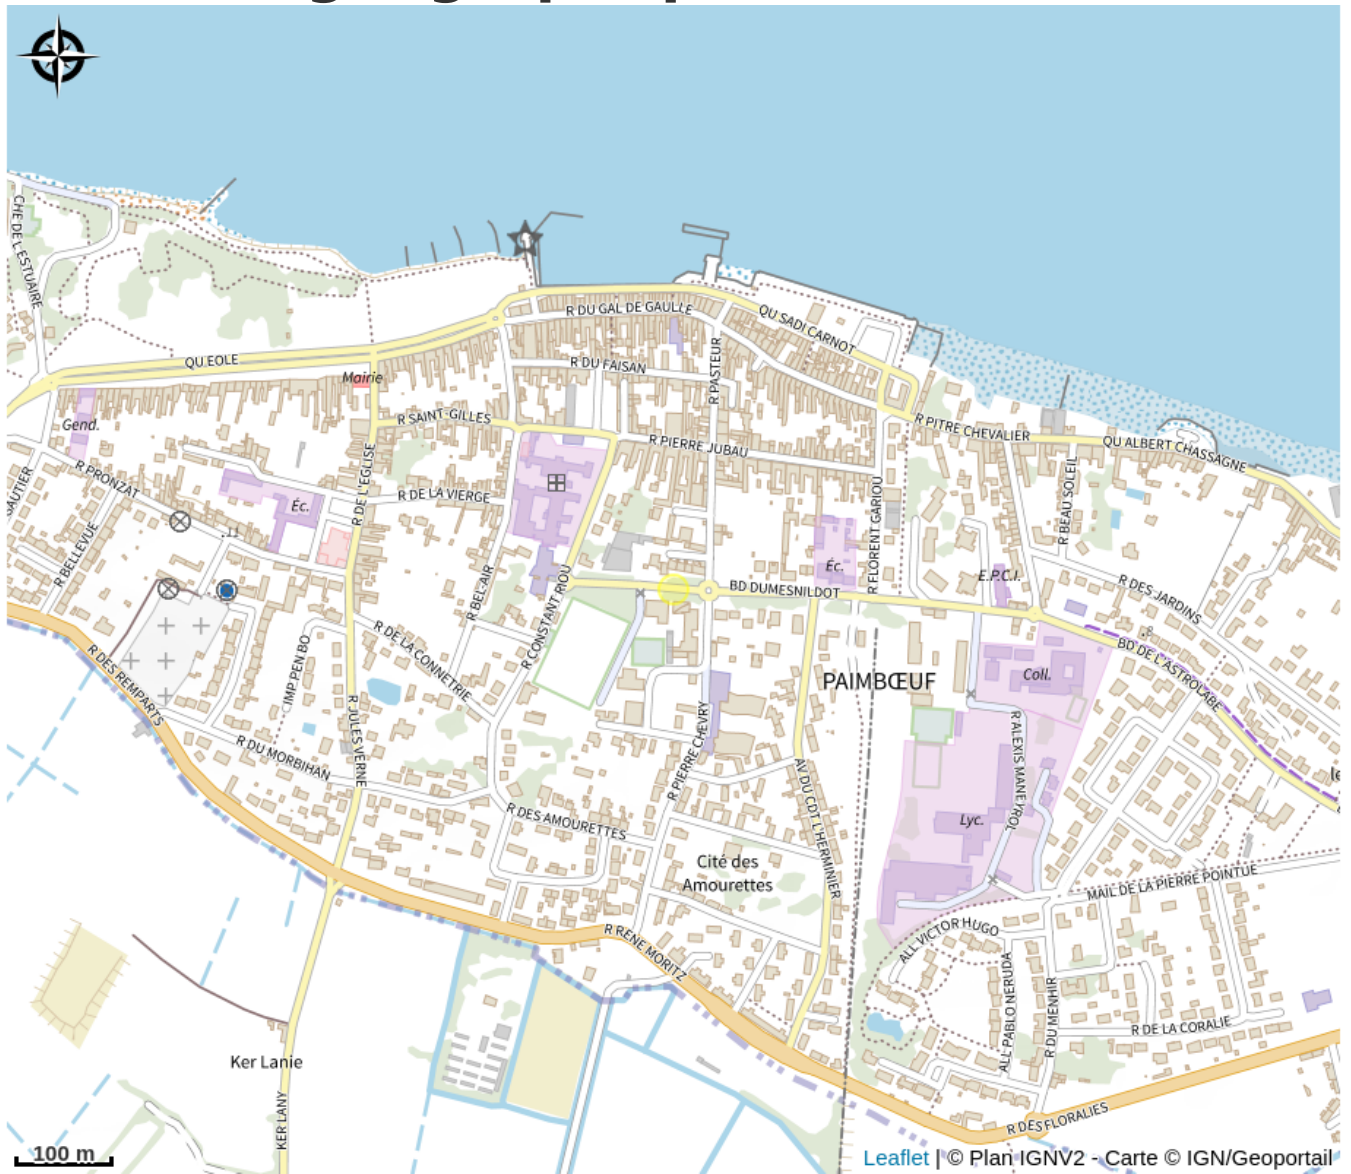 CHE DE L'ESTUAIRE
R DU GAL DE GAULLE
QU SADI CARNOT
QU EOLE
R DU FAISAN
R PASTEUR
Mairie
R SAINT-GILLES
Gend.
R PITRE CHEVALIER
R PIERRE JUBAU
QU ALBERT CHASSAGNE
R PRONZAT
R DE L'EGLISE
R DE LA VIERGE
R BEAU SOLEIL
Éc.
R FLORENT GARIOU
R BELLEVUE
Éc.
E.P.C.I.
R BEL-AIR
R CONSTANT RIOU
BD DUMESNILDOT
R DES JARDINS
R DE LA CONNETRIE
BD DE L'ASTROLABE
IMP PEN BO
R DES REMPARTS
PAIMBŒUF
Coll.
R JULES VERNE
R PIERRE CHEVRY
R ALEXIS MANEYROL
R DU MORBIHAN
AV DU CDT L'HERMINIER
R DES AMOURETTES
Lyc.
Cité des
Amourettes
MAIL DE LA PIERRE POINTUE
ALL VICTOR HUGO
R RENE MORITZ
ALL PABLO NERUDA
R DU MENHIR
R DE LA CORALIE
Ker Lanie
KER LANY
R DES FLORALIES
100 m
Leaflet | © Plan IGNV2 - Carte © IGN/Geoportail